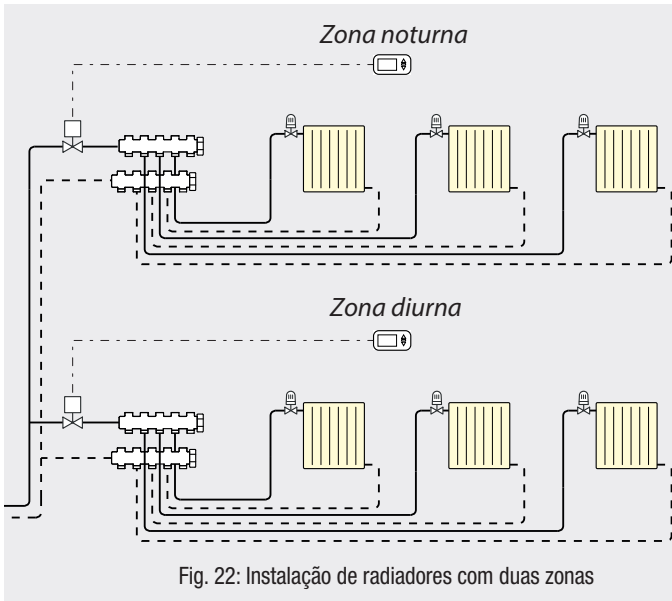 Zona noturna
Zona diurna
Fig. 22: Instalação de radiadores com duas zonas